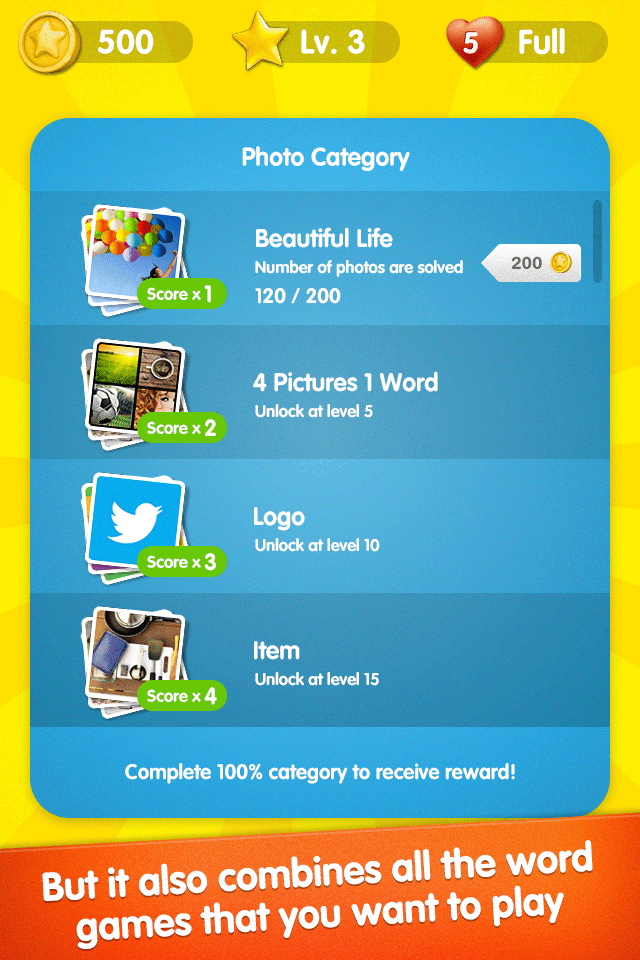 500
Lv. 3
5
Full
Photo Category
Beautiful Life
Number of photos are solved
120 / 200
200
Score x 1
4 Pictures 1 Word
Unlock at level 5
Score x 2
Logo
Unlock at level 10
Score x 3
Item
Unlock at level 15
Score x 4
Complete 100% category to receive reward!
But it also combines all the word
games that you want to play